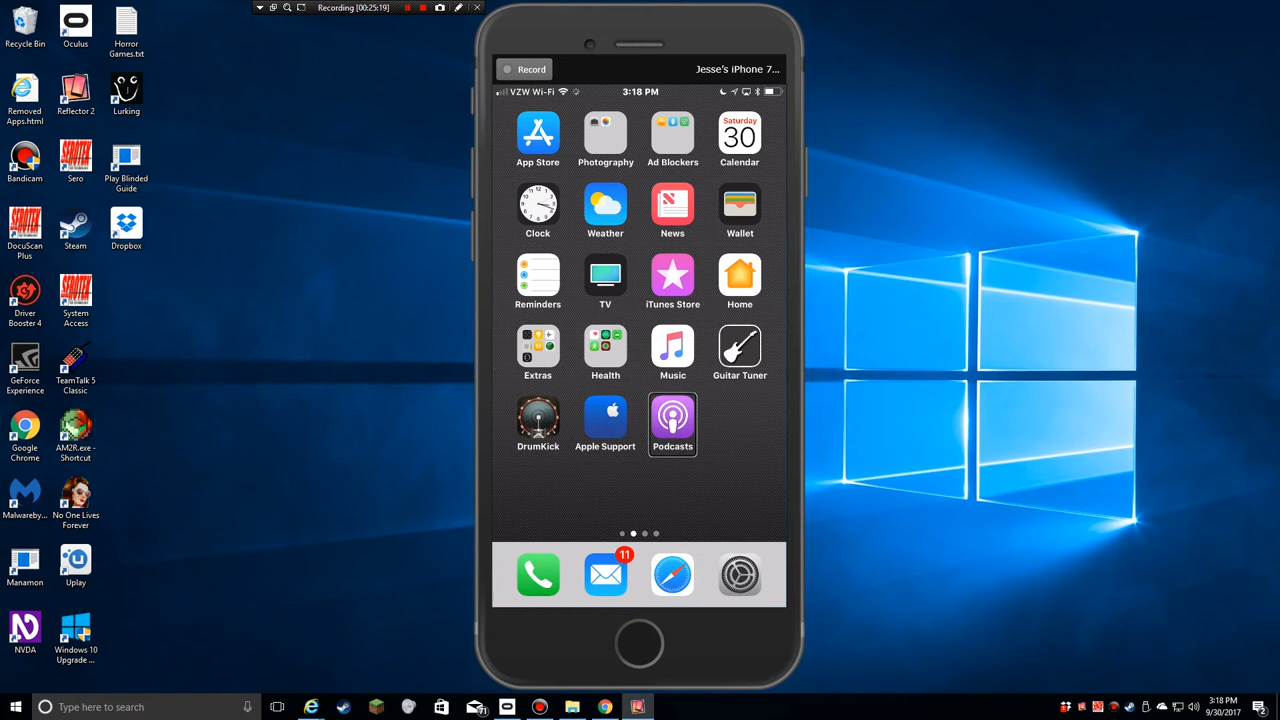 Recording [00:25:19]
Recycle Bin
Oculus
Horror Games.txt
Removed Apps.html
Reflector 2
Lurking
Bandicam
SEROTEK
Sero
Play Blinded Guide
SEROTEK
DocuScan Plus
Steam
Dropbox
Driver Booster 4
SEROTEK
System Access
GeForce Experience
TeamTalk 5 Classic
Google Chrome
AM2R.exe - Shortcut
Malwareby...
No One Lives Forever
Manamon
Uplay
NVDA
Windows 10 Upgrade ...
Record
Jesse's iPhone 7...
VZW Wi-Fi
3:18 PM
App Store
Photography
Ad Blockers
Saturday
30
Calendar
Clock
Weather
News
Wallet
Reminders
TV
iTunes Store
Home
Extras
Health
Music
Guitar Tuner
DrumKick
Apple Support
Podcasts
11
Type here to search
71
3:18 PM
9/30/2017
2